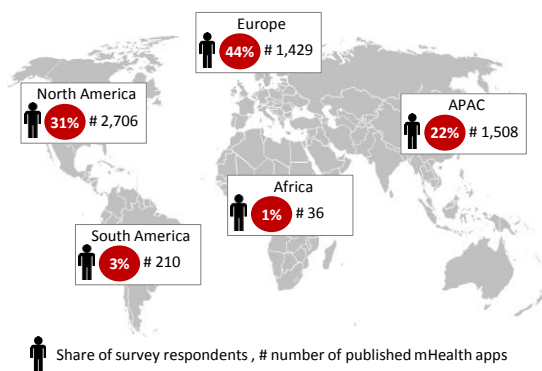 Europe
44% # 1,429
North America
31% # 2,706
APAC
22% # 1,508
Africa
1% # 36
South America
3% # 210
Share of survey respondents , # number of published mHealth apps